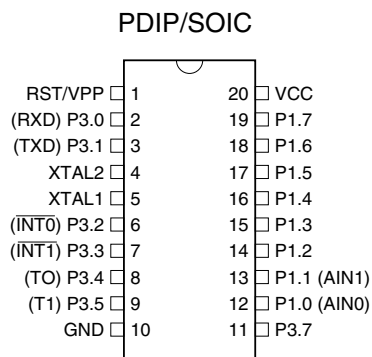 PDIP/SOIC
RST/VPP 1 20 VCC
(RXD) P3.0 2 19 P1.7
(TXD) P3.1 3 18 P1.6
XTAL2 4 17 P1.5
XTAL1 5 16 P1.4
(INT0) P3.2 6 15 P1.3
(INT1) P3.3 7 14 P1.2
(TO) P3.4 8 13 P1.1 (AIN1)
(T1) P3.5 9 12 P1.0 (AIN0)
GND 10 11 P3.7